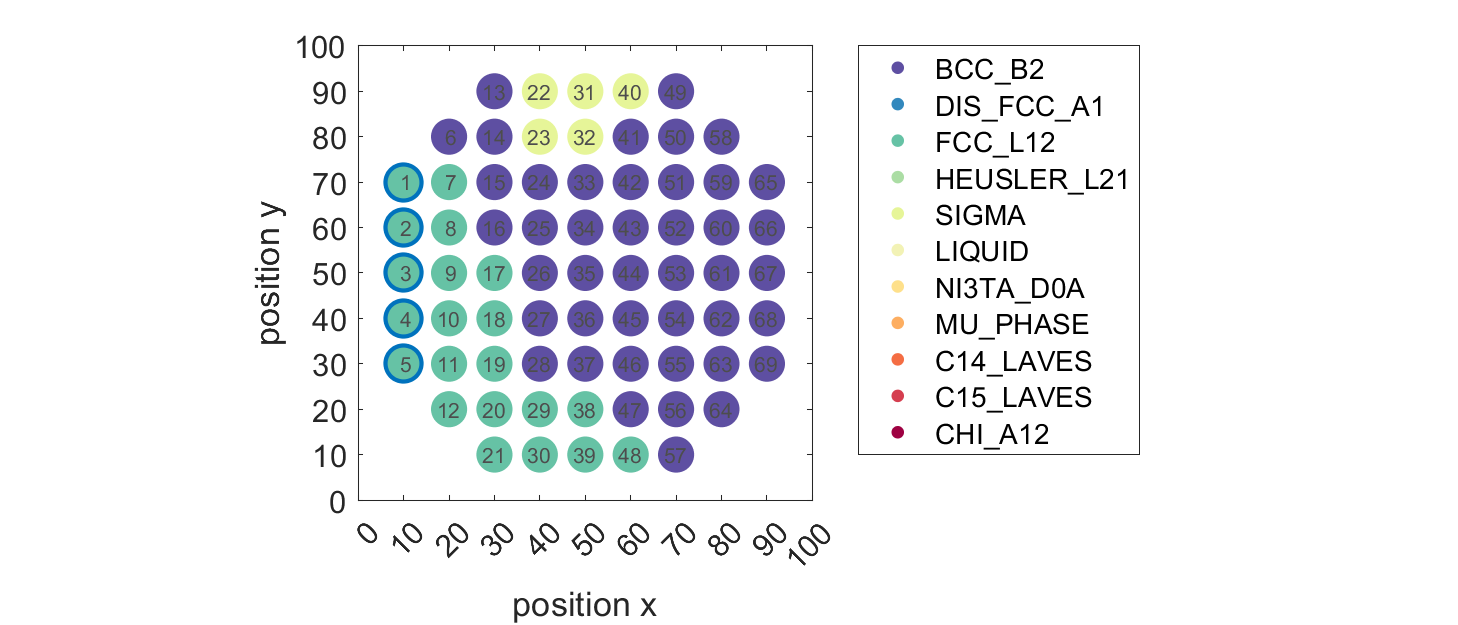 100
90
80
70
60
50
40
30
20
10
0
position y
13 22 31 40 49
6 14 23 32 41 50 58
1 7 15 24 33 42 51 59 65
2 8 16 25 34 43 52 60 66
3 9 17 26 35 44 53 61 67
4 10 18 27 36 45 54 62 68
5 11 19 28 37 46 55 63 69
12 20 29 38 47 56 64
21 30 39 48 57
0 10 20 30 40 50 60 70 80 90 100
position x
BCC_B2
DIS_FCC_A1
FCC_L12
HEUSLER_L21
SIGMA
LIQUID
NI3TA_D0A
MU_PHASE
C14_LAVES
C15_LAVES
CHI_A12